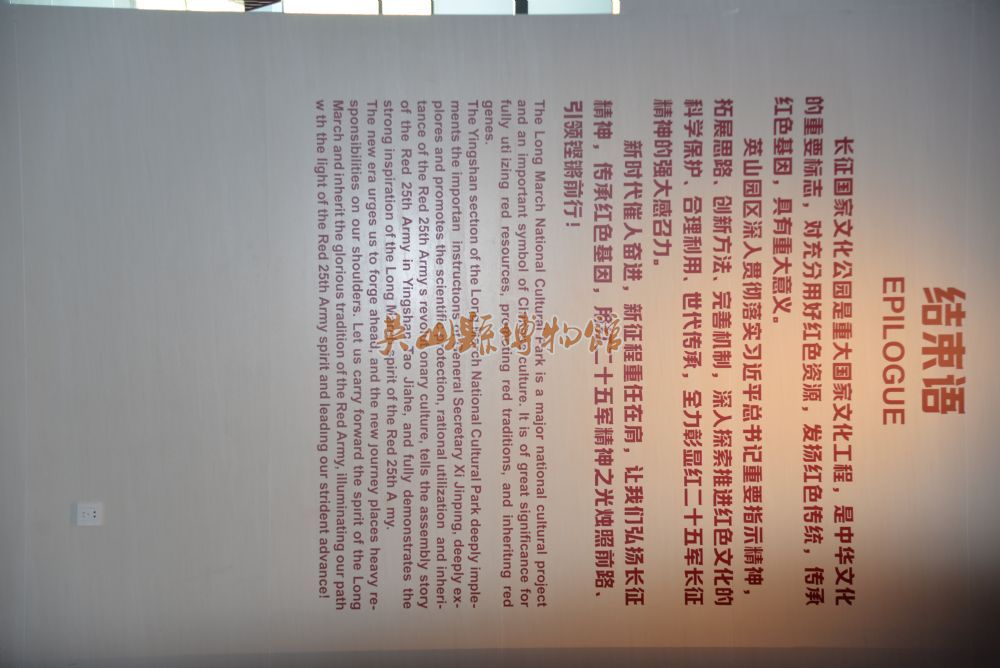 结束语
EPILOGUE
长征国家文化公园是重大国家文化工程，是中华文化
的重要标志，对充分用好红色资源，发扬红色传统，传承
红色基因，具有重大意义。
英山园区深入贯彻落实习近平总书记重要指示精神，
拓展思路、创新方法、完善机制，深入探索推进红色文化的
科学保护、合理利用、世代传承，全力彰显红二十五军长征
精神的强大感召力。
新时代催人奋进，新征程重任在肩，让我们弘扬长征
精神，传承红色基因，用红二十五军精神之光烛照前路、
引领铿锵前行！
The Long March National Cultural Park is a major national cultural project
and an important symbol of Chinese culture. It is of great significance for
fully uti izing red resources, promoting red traditions, and inheriting red
genes.
The Yingshan section of the Long March National Cultural Park deeply imple-
ments the importan instructions of General Secretary Xi Jinping, deeply ex-
plores and promotes the scientific protection, rational utilization and inheri-
tance of the Red 25th Army s revolutionary culture, tells the assembly story
of the Red 25th Army in Yingshan Tao Jiahe, and fully demonstrates the
strong inspiration of the Long March spirit of the Red 25th A my.
The new era urges us to forge ahead, and the new journey places heavy re-
sponsibilities on our shoulders. Let us carry forward the spirit of the Long
March and inherit the glorious tradition of the Red Army, illuminating our path
w th the light of the Red 25th Army spirit and leading our strident advance!
英山县博物馆